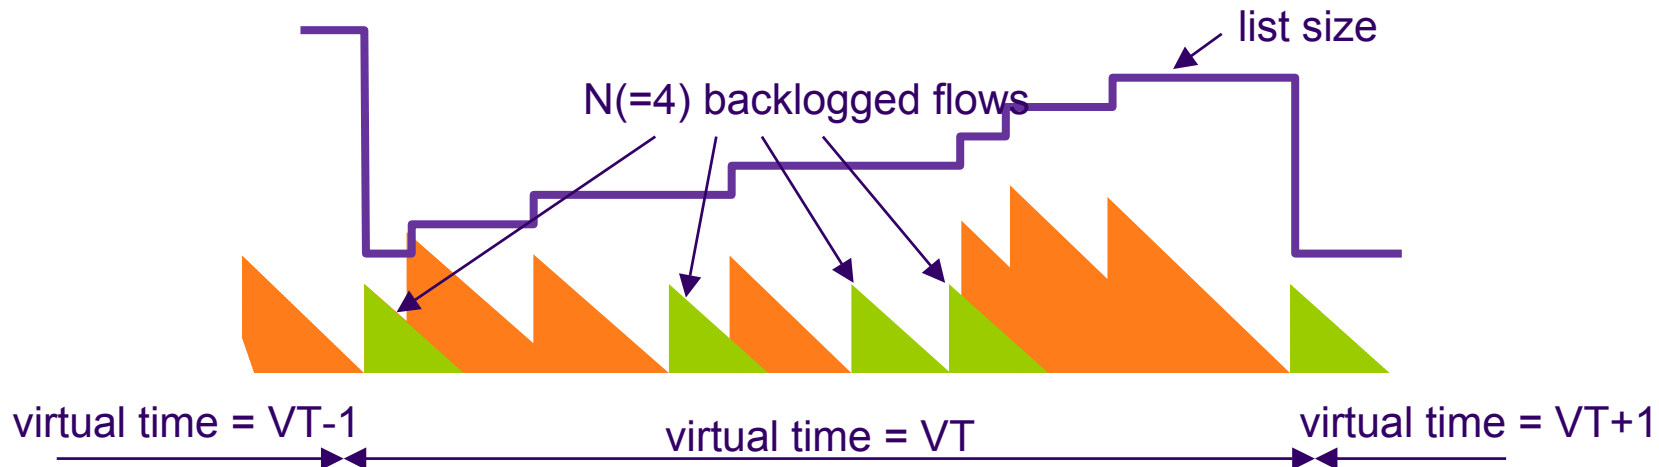 list size
N(=4) backlogged flows
virtual time = VT-1
virtual time = VT
virtual time = VT+1